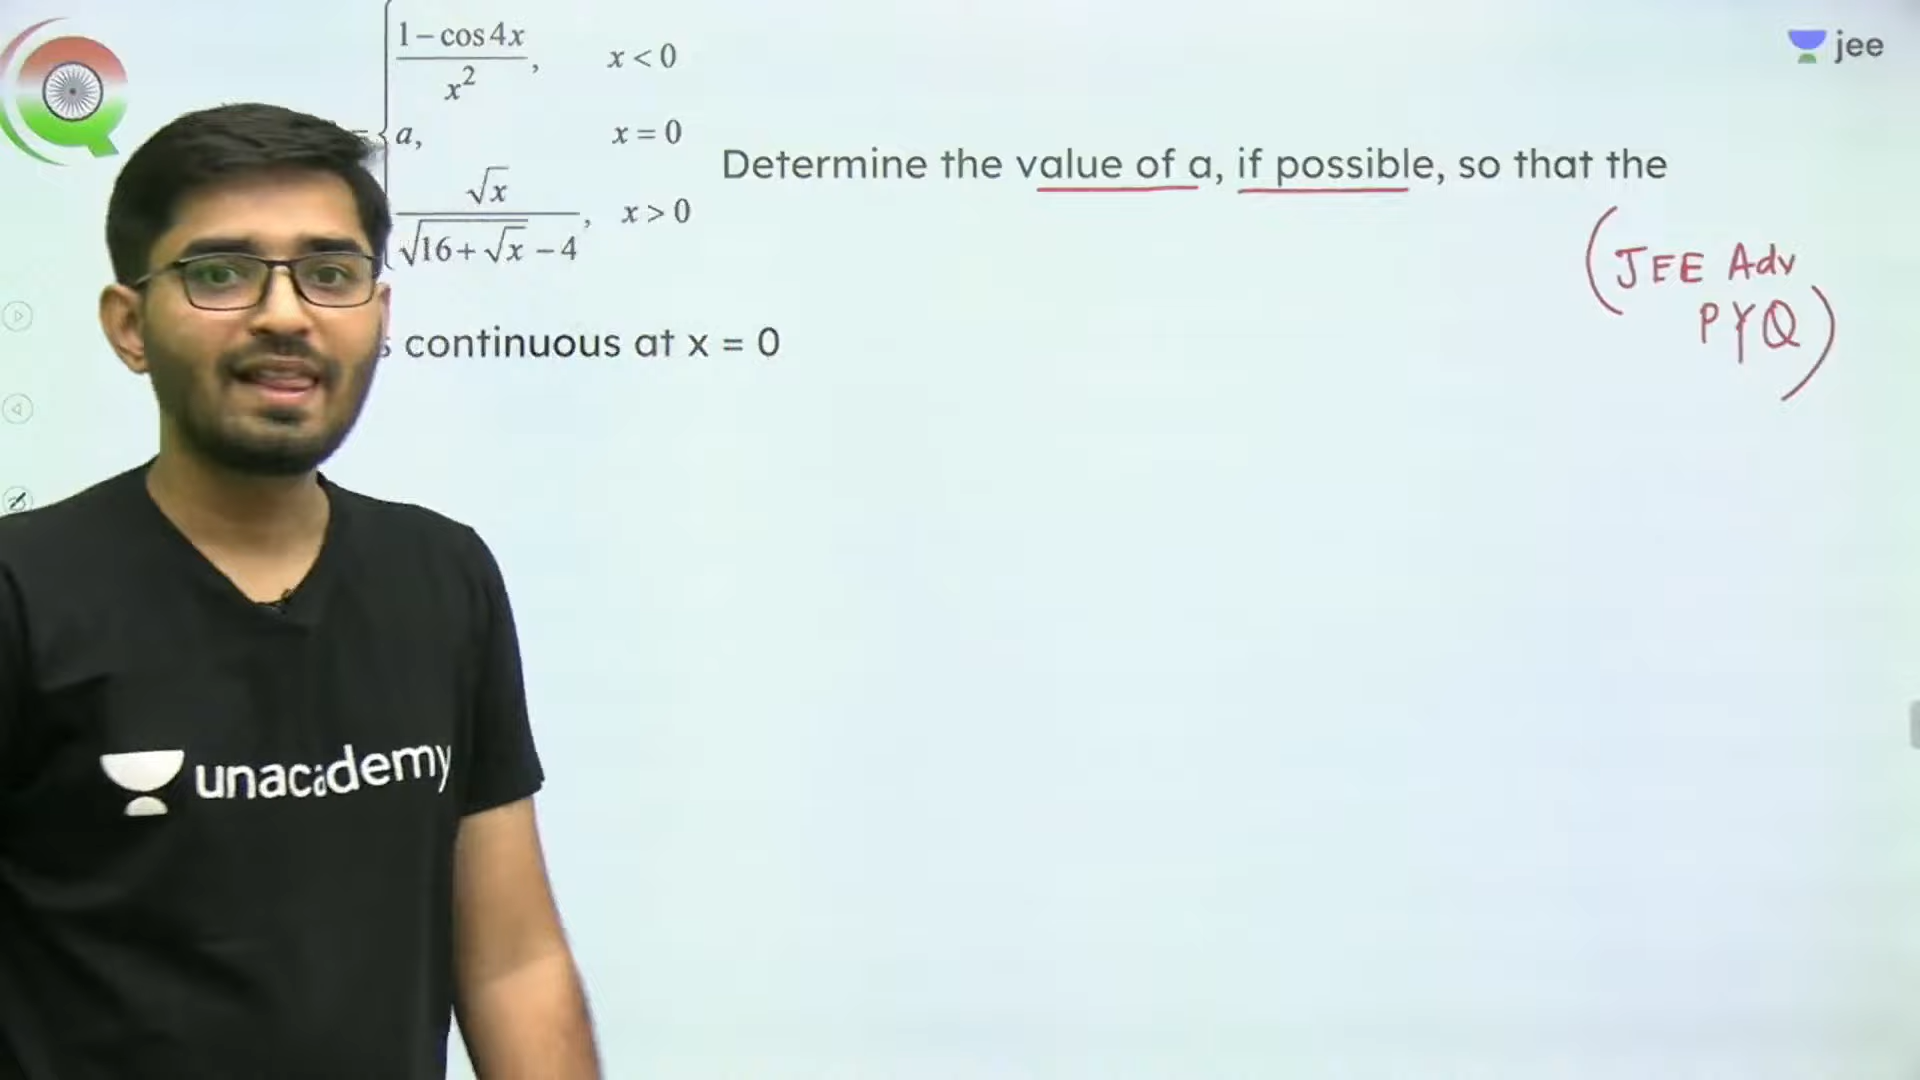 1 − cos 4x
x² , x < 0
= { a, x = 0
√x
√16 + √x − 4 , x > 0
Determine the value of a, if possible, so that the
continuous at x = 0
(JEE Adv
PYQ)
jee
unacademy